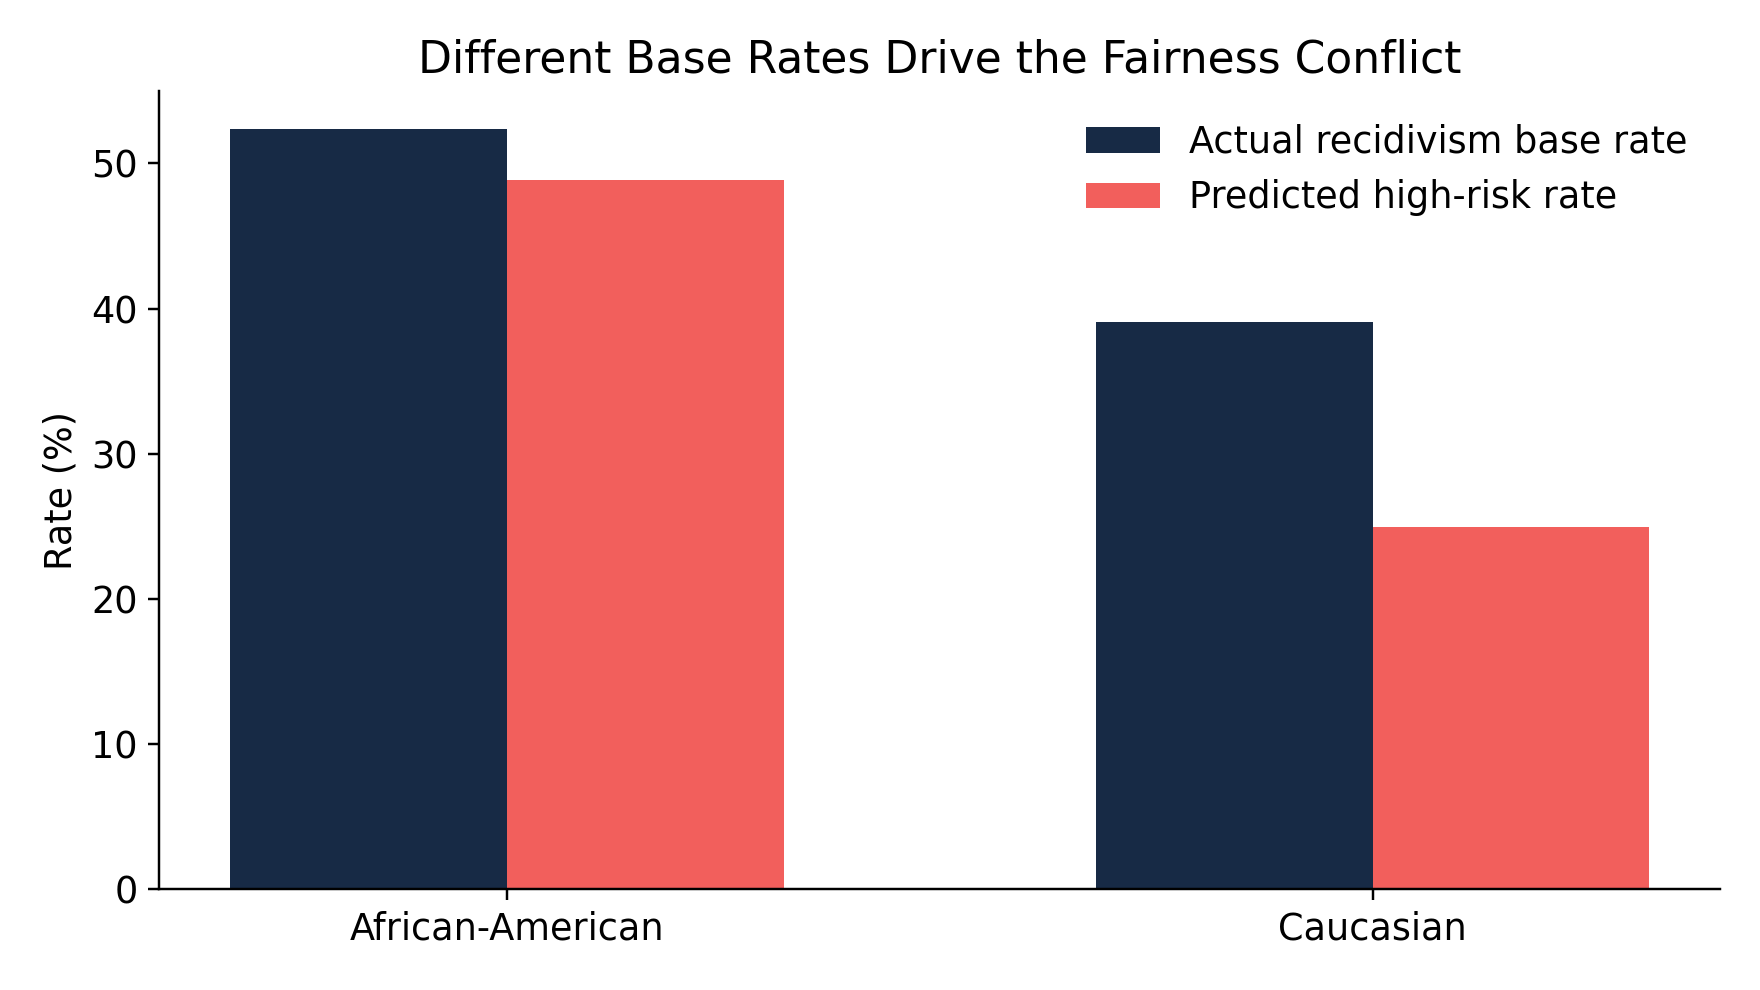 Different Base Rates Drive the Fairness Conflict
Actual recidivism base rate
Predicted high-risk rate
Rate (%)
50
40
30
20
10
0
African-American
Caucasian